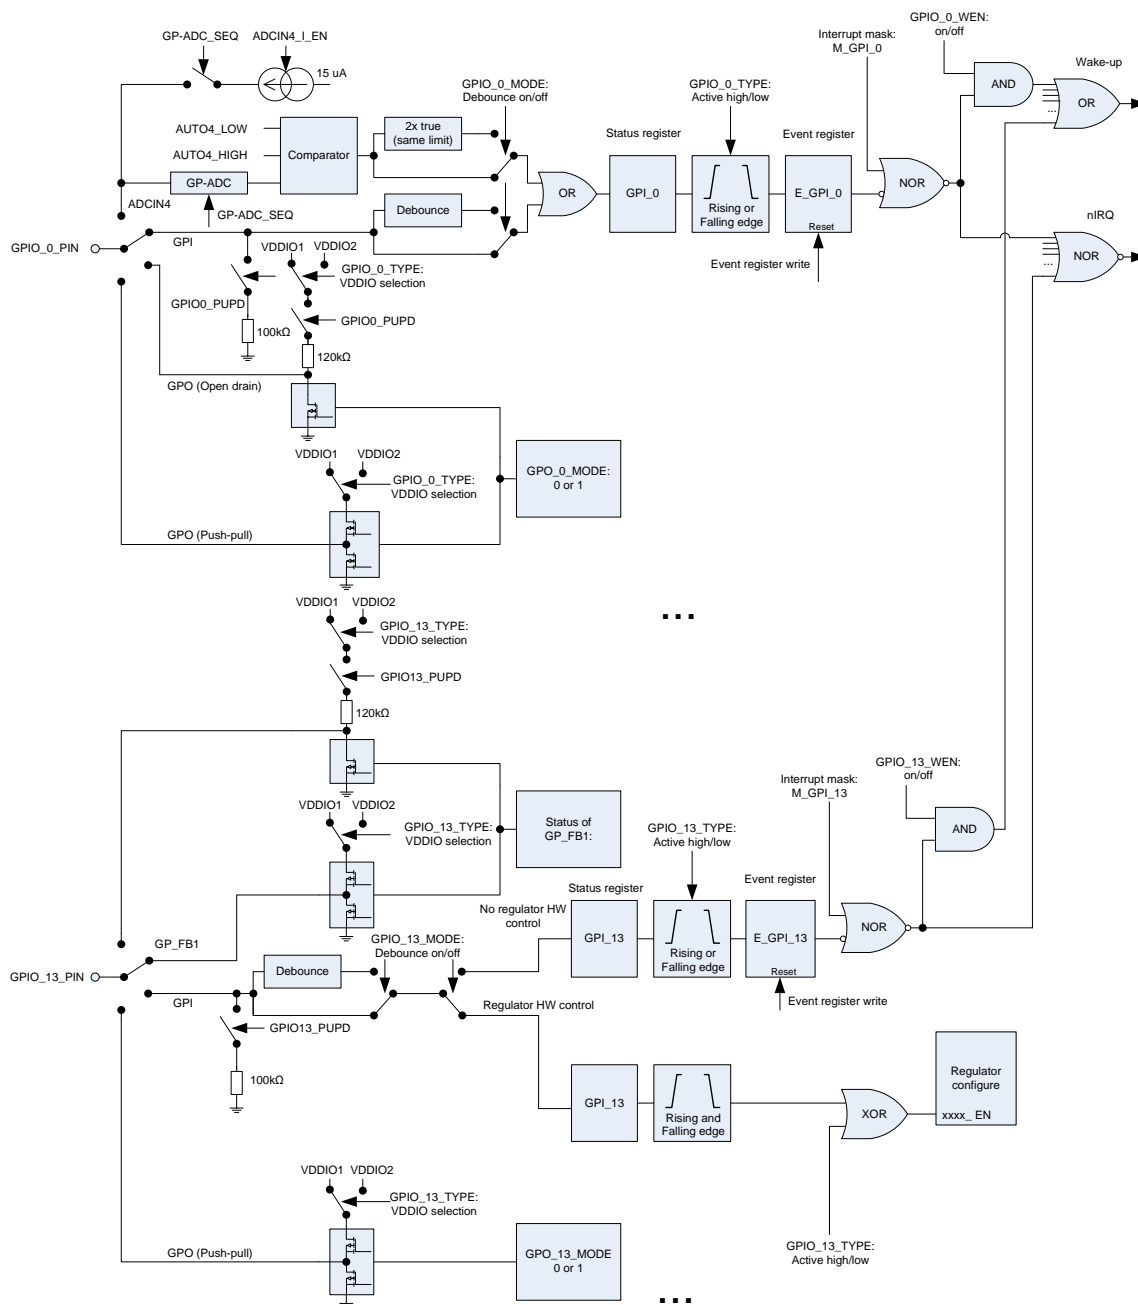 GPIO_0_WEN:
on/off
GP-ADC_SEQ
ADCIN4_I_EN
Interrupt mask:
M_GPI_0
Wake-up
15 uA
GPIO_0_MODE:
Debounce on/off
GPIO_0_TYPE:
Active high/low
AND
OR
...
AUTO4_LOW
2x true
(same limit)
Status register
Event register
AUTO4_HIGH
Comparator
GP-ADC
ADCIN4
GP-ADC_SEQ
OR
GPI_0
Rising or
Falling edge
E_GPI_0
Reset
NOR
Debounce
nIRQ
GPIO_0_PIN
GPI
VDDIO1
VDDIO2
NOR
...
GPIO_0_TYPE:
VDDIO selection
Event register write
GPIO0_PUPD
GPIO0_PUPD
100kΩ
120kΩ
GPO (Open drain)
VDDIO1
VDDIO2
GPO_0_MODE:
0 or 1
GPIO_0_TYPE:
VDDIO selection
GPO (Push-pull)
VDDIO1
VDDIO2
...
GPIO_13_TYPE:
VDDIO selection
GPIO13_PUPD
120kΩ
GPIO_13_WEN:
on/off
Interrupt mask:
M_GPI_13
VDDIO1
VDDIO2
GPIO_13_TYPE:
VDDIO selection
Status of
GP_FB1:
GPIO_13_TYPE:
Active high/low
AND
Status register
Event register
No regulator HW
control
GPI_13
Rising or
Falling edge
E_GPI_13
Reset
NOR
GP_FB1
GPIO_13_MODE:
Debounce on/off
GPIO_13_PIN
Debounce
GPI
Regulator HW control
Event register write
GPIO13_PUPD
100kΩ
GPI_13
Rising and
Falling edge
XOR
Regulator
configure
xxxx_ EN
VDDIO1
VDDIO2
GPIO_13_TYPE:
VDDIO selection
GPO (Push-pull)
GPO_13_MODE
0 or 1
GPIO_13_TYPE:
Active high/low
...